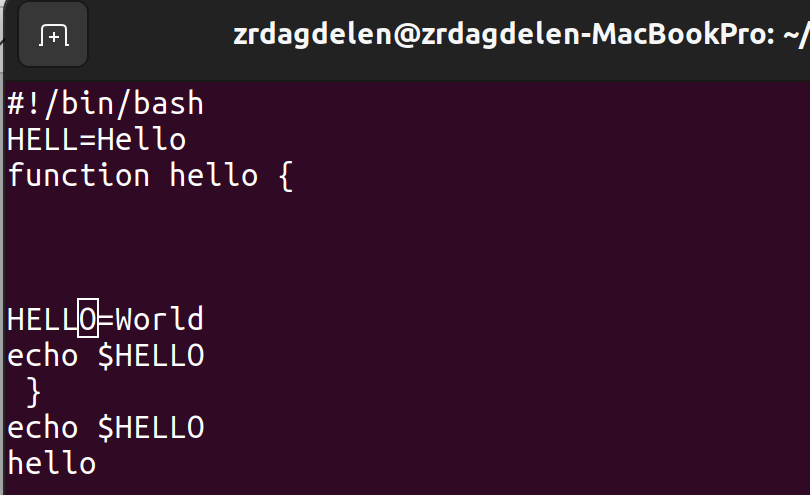 zrdagdelen@zrdagdelen-MacBookPro: ~/
#!/bin/bash
HELL=Hello
function hello {
HELLO=World
echo $HELLO
}
echo $HELLO
hello